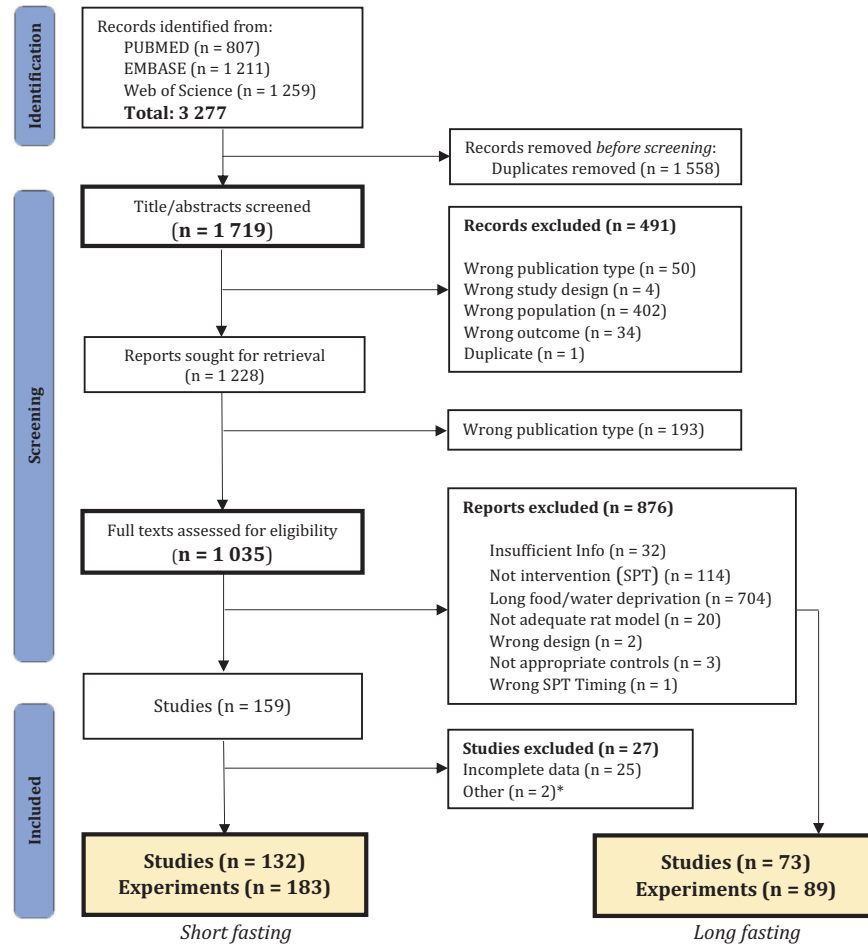 Identification
Records identified from:
PUBMED (n = 807)
EMBASE (n = 1 211)
Web of Science (n = 1 259)
Total: 3 277
Records removed before screening:
Duplicates removed (n = 1 558)
Screening
Title/abstracts screened
(n = 1 719)
Records excluded (n = 491)
Wrong publication type (n = 50)
Wrong study design (n = 4)
Wrong population (n = 402)
Wrong outcome (n = 34)
Duplicate (n = 1)
Reports sought for retrieval
(n = 1 228)
Wrong publication type (n = 193)
Full texts assessed for eligibility
(n = 1 035)
Reports excluded (n = 876)
Insufficient Info (n = 32)
Not intervention (SPT) (n = 114)
Long food/water deprivation (n = 704)
Not adequate rat model (n = 20)
Wrong design (n = 2)
Not appropriate controls (n = 3)
Wrong SPT Timing (n = 1)
Studies (n = 159)
Included
Studies excluded (n = 27)
Incomplete data (n = 25)
Other (n = 2)*
Studies (n = 132)
Experiments (n = 183)
Short fasting
Studies (n = 73)
Experiments (n = 89)
Long fasting